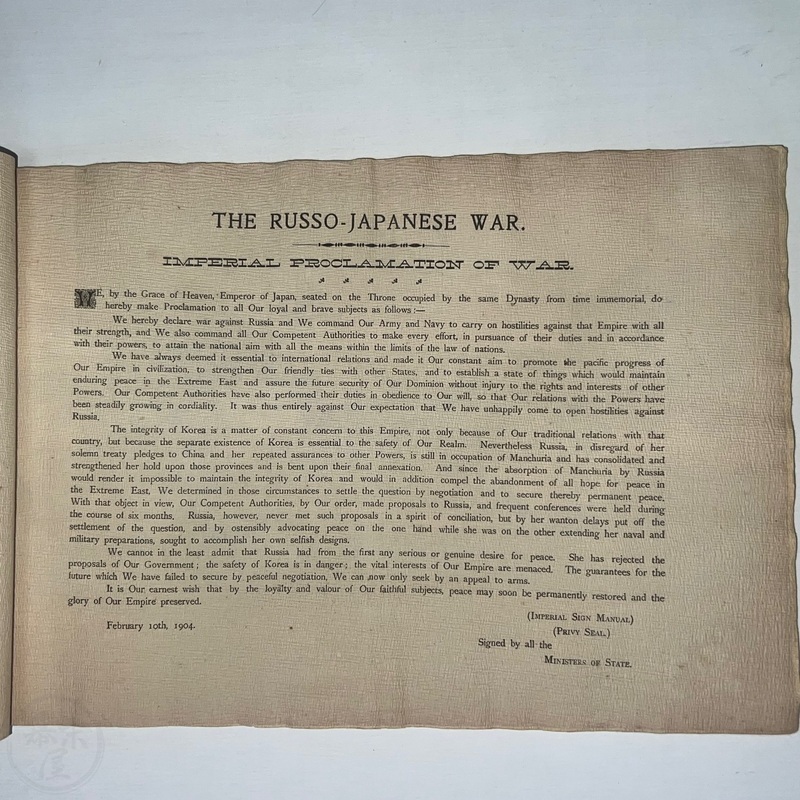 THE RUSSO-JAPANESE WAR.
IMPERIAL PROCLAMATION OF WAR.
WE, by the Grace of Heaven, Emperor of Japan, seated on the Throne occupied by the same Dynasty from time immemorial, do
hereby make Proclamation to all Our loyal and brave subjects as follows:—
We hereby declare war against Russia and We command Our Army and Navy to carry on hostilities against that Empire with all
their strength, and We also command all Our Competent Authorities to make every effort, in pursuance of their duties and in accordance
with their powers, to attain the national aim with all the means within the limits of the law of nations.
We have always deemed it essential to international relations and made it Our constant aim to promote the pacific progress of
Our Empire in civilization, to strengthen Our friendly ties with other States, and to establish a state of things which would maintain
enduring peace in the Extreme East and assure the future security of Our Dominion without injury to the rights and interests of other
Powers. Our Competent Authorities have also performed their duties in obedience to Our will, so that Our relations with the Powers have
been steadily growing in cordiality. It was thus entirely against Our expectation that We have unhappily come to open hostilities against
Russia.
The integrity of Korea is a matter of constant concern to this Empire, not only because of Our traditional relations with that
country, but because the separate existence of Korea is essential to the safety of Our Realm. Nevertheless Russia, in disregard of her
solemn treaty pledges to China and her repeated assurances to other Powers, is still in occupation of Manchuria and has consolidated and
strengthened her hold upon those provinces and is bent upon their final annexation. And since the absorption of Manchuria by Russia
would render it impossible to maintain the integrity of Korea and would in addition compel the abandonment of all hope for peace in
the Extreme East, We determined in those circumstances to settle the question by negotiation and to secure thereby permanent peace.
With that object in view, Our Competent Authorities, by Our order, made proposals to Russia, and frequent conferences were held during
the course of six months. Russia, however, never met such proposals in a spirit of conciliation, but by her wanton delays put off the
settlement of the question, and by ostensibly advocating peace on the one hand while she was on the other extending her naval and
military preparations, sought to accomplish her own selfish designs.
We cannot in the least admit that Russia had from the first any serious or genuine desire for peace. She has rejected the
proposals of Our Government; the safety of Korea is in danger; the vital interests of Our Empire are menaced. The guarantees for the
future which We have failed to secure by peaceful negotiation, We can now only seek by an appeal to arms.
It is Our earnest wish that by the loyalty and valour of Our faithful subjects, peace may soon be permanently restored and the
glory of Our Empire preserved.
(IMPERIAL SIGN MANUAL)
February 10th, 1904.
(PRIVY SEAL.)
Signed by all the
MINISTERS OF STATE.